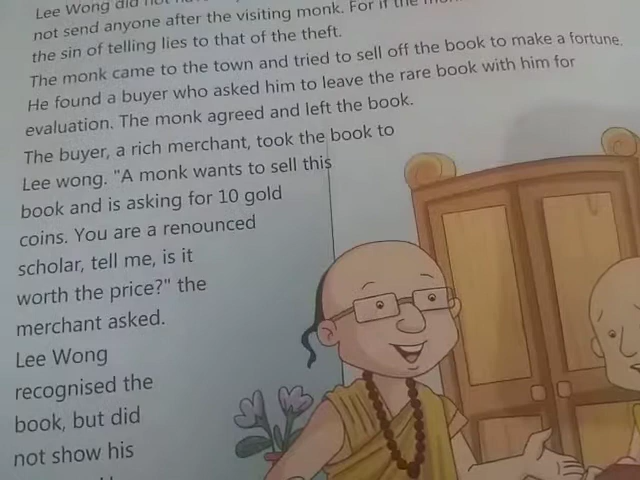 Lee Wong did not
not send anyone after the visiting monk. For if the
the sin of telling lies to that of the theft.
The monk came to the town and tried to sell off the book to make a fortune.
He found a buyer who asked him to leave the rare book with him for
evaluation. The monk agreed and left the book.
The buyer, a rich merchant, took the book to
Lee wong. "A monk wants to sell this
book and is asking for 10 gold
coins. You are a renounced
scholar, tell me, is it
worth the price?" the
merchant asked.
Lee Wong
recognised the
book, but did
not show his